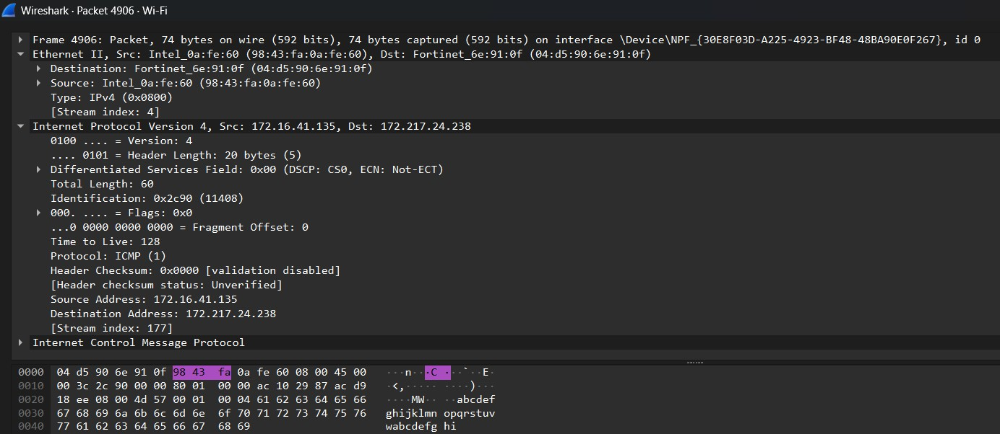 Wireshark · Packet 4906 · Wi-Fi
Frame 4906: Packet, 74 bytes on wire (592 bits), 74 bytes captured (592 bits) on interface \Device\NPF_{30E8F03D-A225-4923-BF48-48BA90E0F267}, id 0
Ethernet II, Src: Intel_0a:fe:60 (98:43:fa:0a:fe:60), Dst: Fortinet_6e:91:0f (04:d5:90:6e:91:0f)
Destination: Fortinet_6e:91:0f (04:d5:90:6e:91:0f)
Source: Intel_0a:fe:60 (98:43:fa:0a:fe:60)
Type: IPv4 (0x0800)
[Stream index: 4]
Internet Protocol Version 4, Src: 172.16.41.135, Dst: 172.217.24.238
0100 .... = Version: 4
.... 0101 = Header Length: 20 bytes (5)
Differentiated Services Field: 0x00 (DSCP: CS0, ECN: Not-ECT)
Total Length: 60
Identification: 0x2c90 (11408)
000. .... = Flags: 0x0
...0 0000 0000 0000 = Fragment Offset: 0
Time to Live: 128
Protocol: ICMP (1)
Header Checksum: 0x0000 [validation disabled]
[Header checksum status: Unverified]
Source Address: 172.16.41.135
Destination Address: 172.217.24.238
[Stream index: 177]
Internet Control Message Protocol
0000 04 d5 90 6e 91 0f 98 43 fa 0a fe 60 08 00 45 00 ···n···C ···`··E·
0010 00 3c 2c 90 00 00 80 01 00 00 ac 10 29 87 ac d9 ·<,····· ····)···
0020 18 ee 08 00 4d 57 00 01 00 04 61 62 63 64 65 66 ····MW·· ··abcdef
0030 67 68 69 6a 6b 6c 6d 6e 6f 70 71 72 73 74 75 76 ghijklmn opqrstuv
0040 77 61 62 63 64 65 66 67 68 69 wabcdefg hi